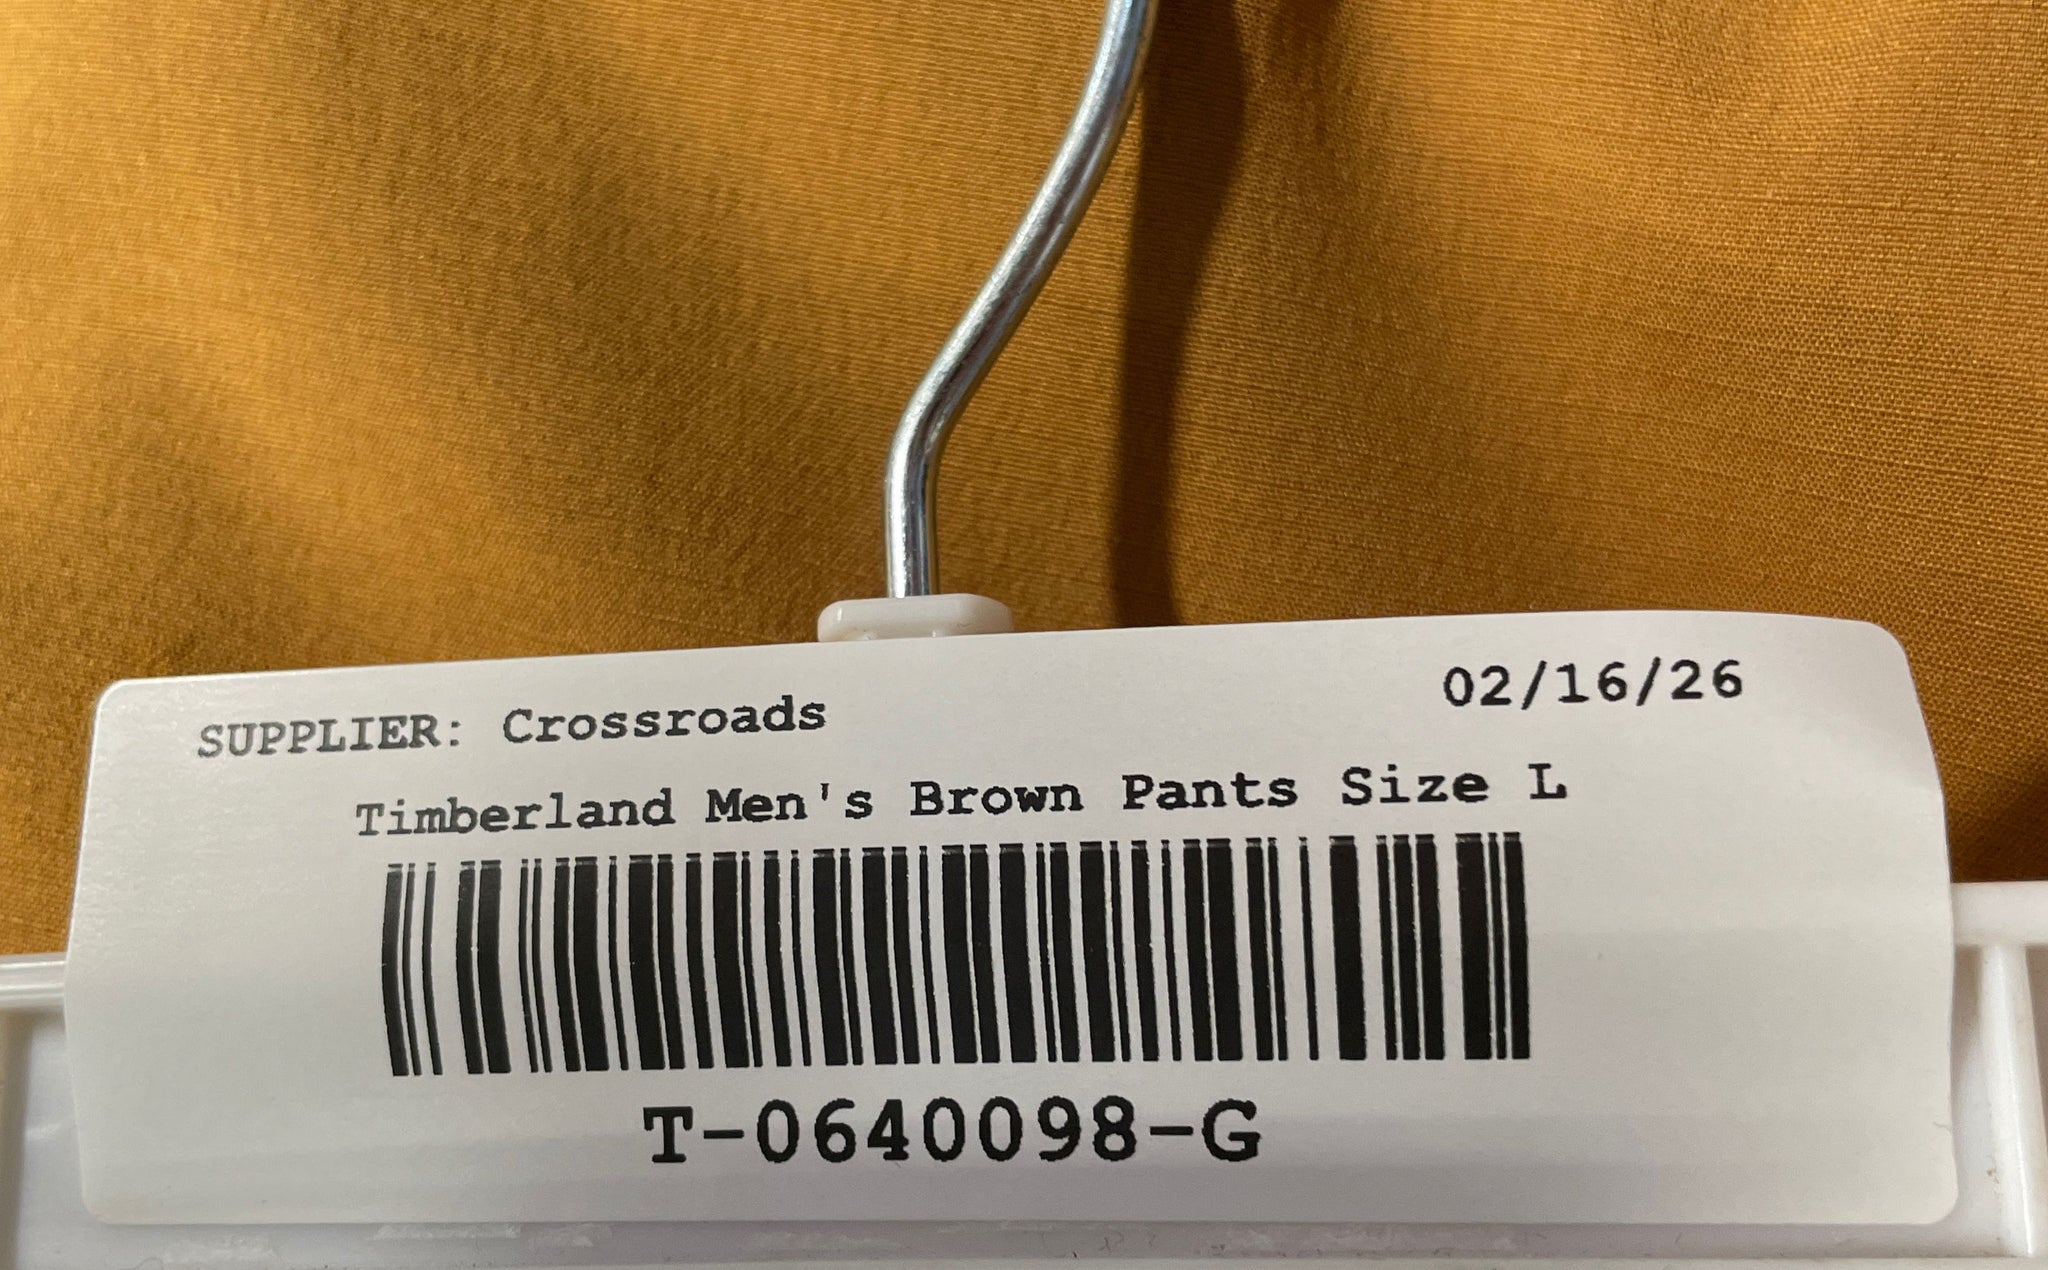 SUPPLIER: Crossroads 02/16/26
Timberland Men's Brown Pants Size L
T-0640098-G